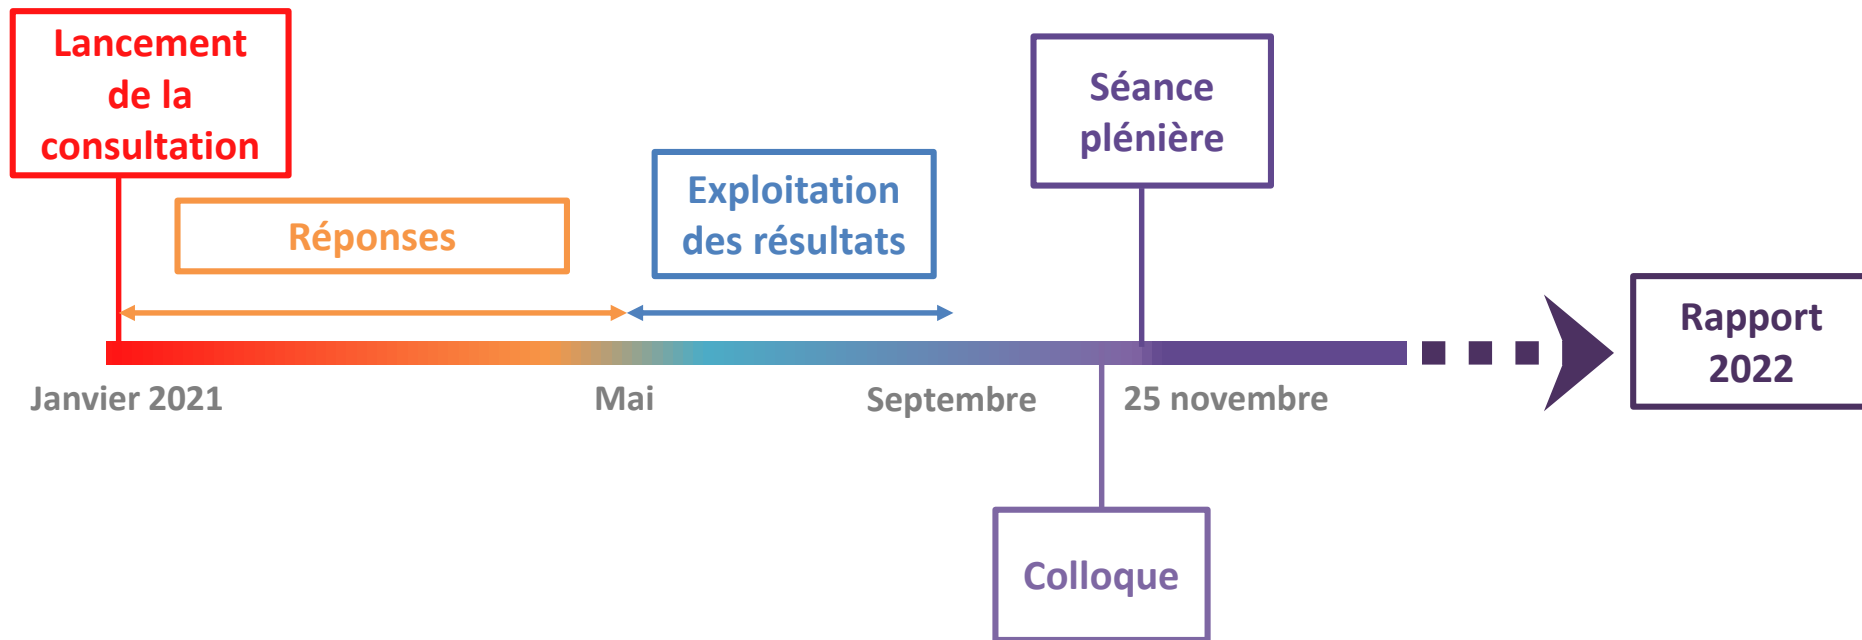 Lancement
de la
consultation
Réponses
Exploitation
des résultats
Séance
plénière
Rapport
2022
Janvier 2021
Mai
Septembre
25 novembre
Colloque